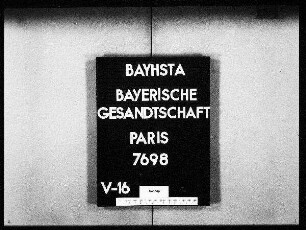 BAYHSTA
BAYERISCHE
GESANDTSCHAFT
PARIS
7698
V-16